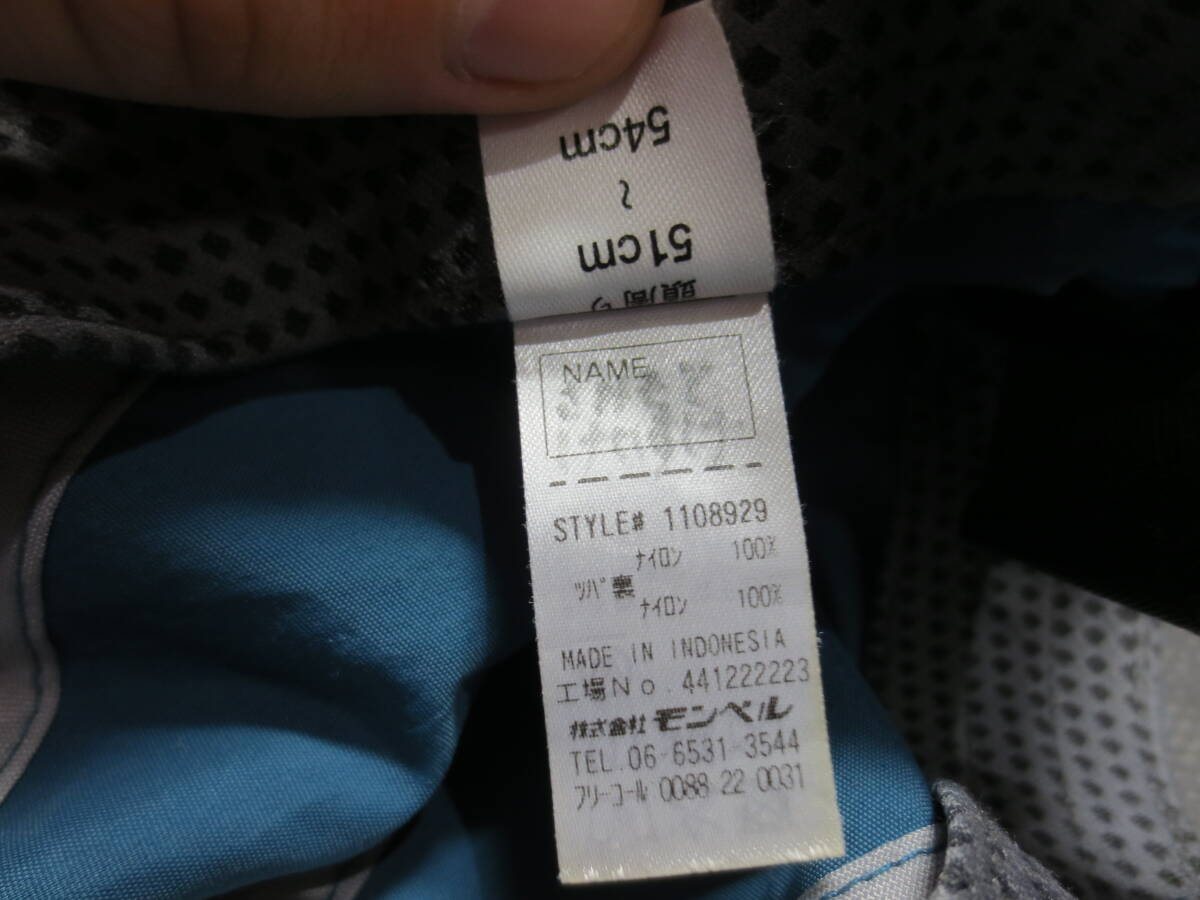 頭周り
51cm
~
54cm
NAME
STYLE# 1108929
ナイロン 100%
ツバ裏
ナイロン 100%
MADE IN INDONESIA
工場No. 441222223
株式会社 モンベル
TEL.06-6531-3544
フリーコール 0088-22-0031